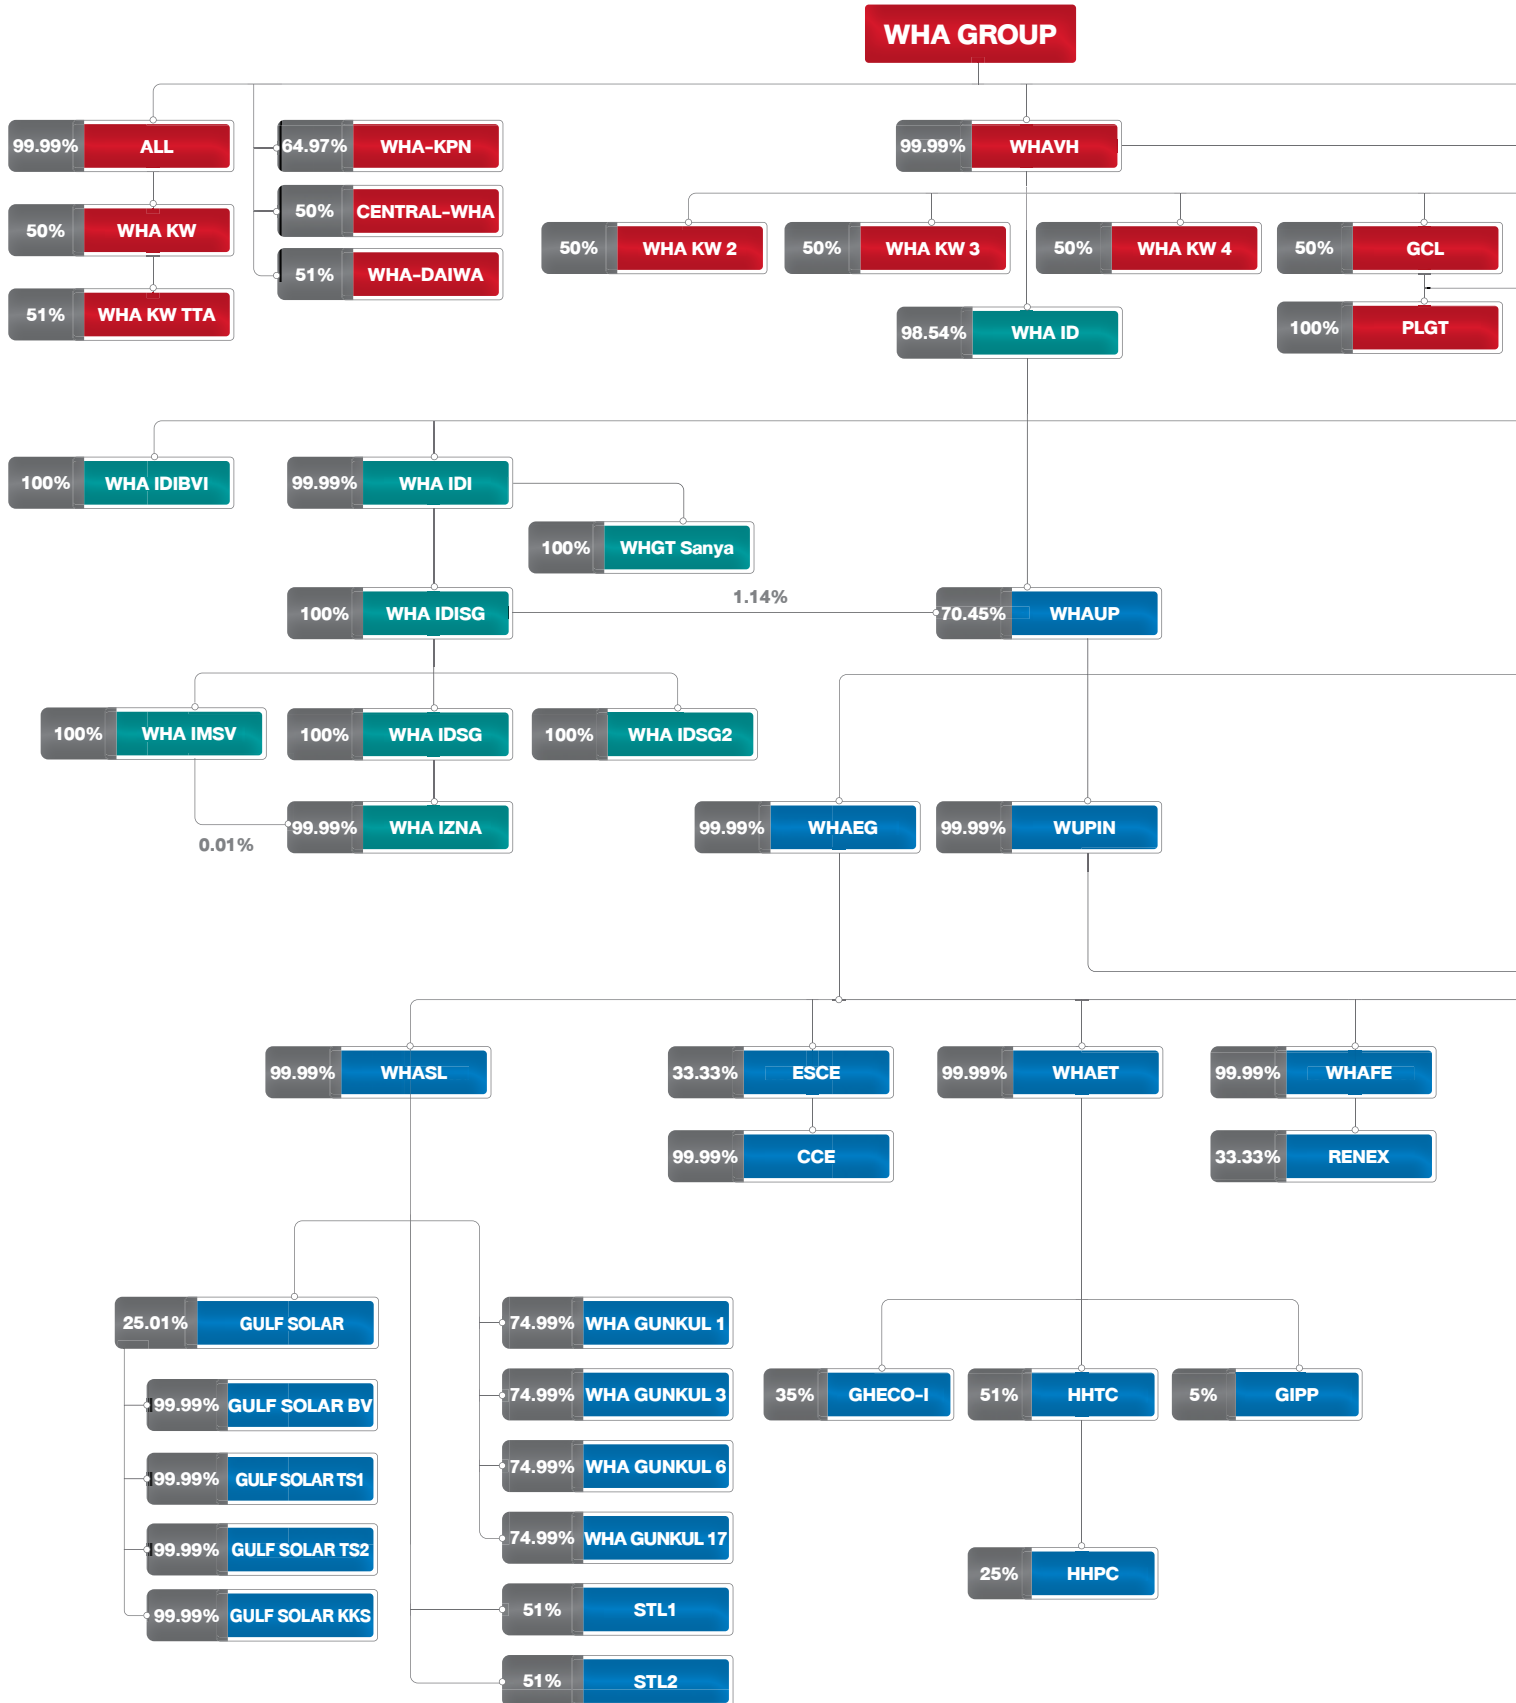 WHA GROUP
99.99% ALL
64.97% WHA-KPN
99.99% WHAVH
50% WHA KW
50% CENTRAL-WHA
50% WHA KW 2
50% WHA KW 3
50% WHA KW 4
50% GCL
51% WHA-DAIWA
51% WHA KW TTA
98.54% WHA ID
100% PLGT
100% WHA IDIBVI
99.99% WHA IDI
100% WHGT Sanya
1.14%
100% WHA IDISG
70.45% WHAUP
100% WHA IMSV
100% WHA IDSG
100% WHA IDSG2
99.99% WHA IZNA
0.01%
99.99% WHAEG
99.99% WUPIN
99.99% WHASL
33.33% ESCE
99.99% WHAET
99.99% WHAFE
99.99% CCE
33.33% RENEX
25.01% GULF SOLAR
74.99% WHA GUNKUL 1
99.99% GULF SOLAR BV
74.99% WHA GUNKUL 3
35% GHECO-I
51% HHTC
5% GIPP
99.99% GULF SOLAR TS1
74.99% WHA GUNKUL 6
99.99% GULF SOLAR TS2
74.99% WHA GUNKUL 17
25% HHPC
99.99% GULF SOLAR KKS
51% STL1
51% STL2